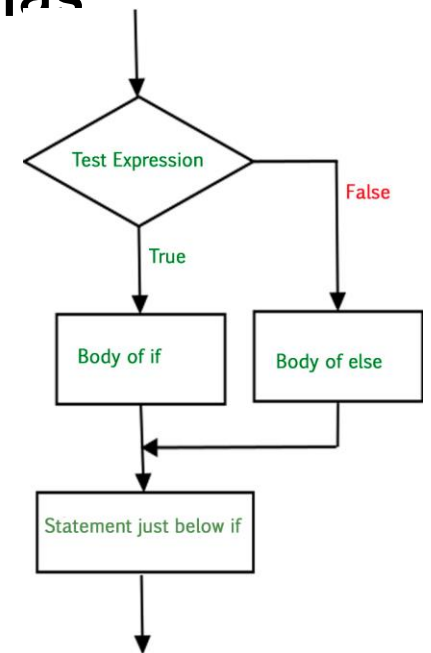 Test Expression
False
True
Body of if
Body of else
Statement just below if